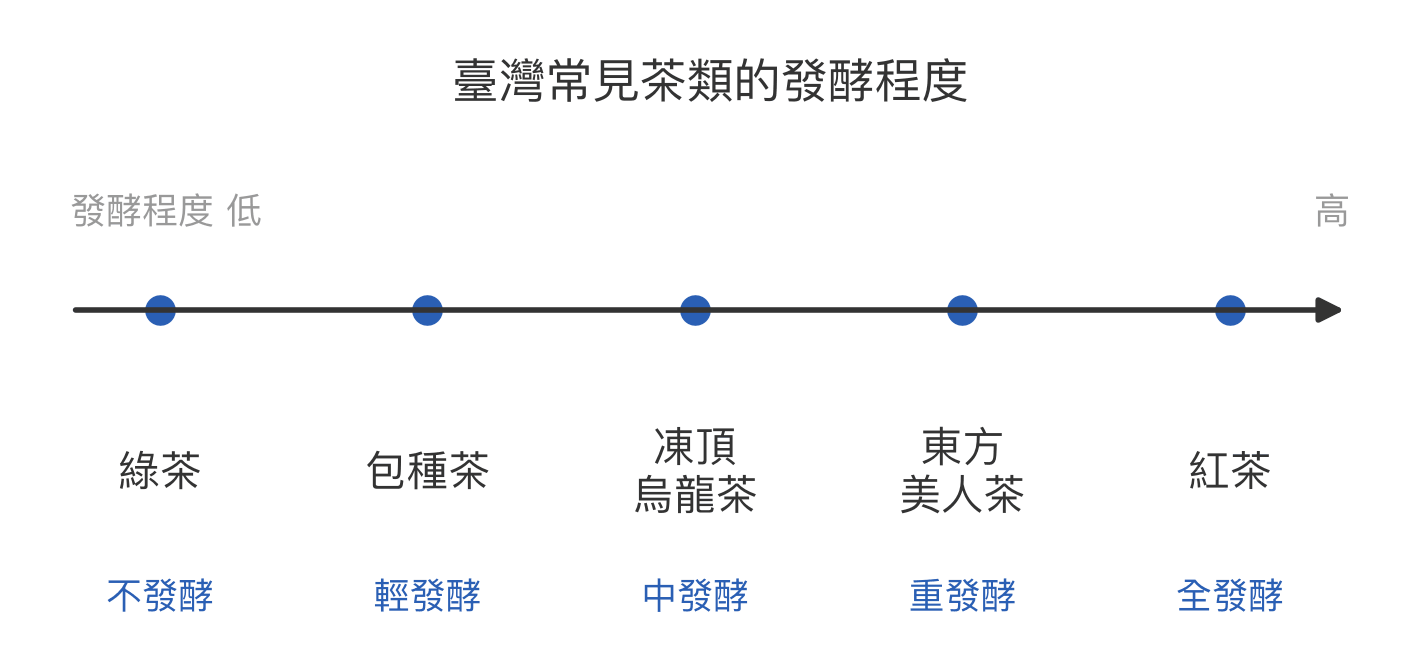 臺灣常見茶類的發酵程度
發酵程度 低
高
綠茶
包種茶
凍頂
烏龍茶
東方
美人茶
紅茶
不發酵
輕發酵
中發酵
重發酵
全發酵